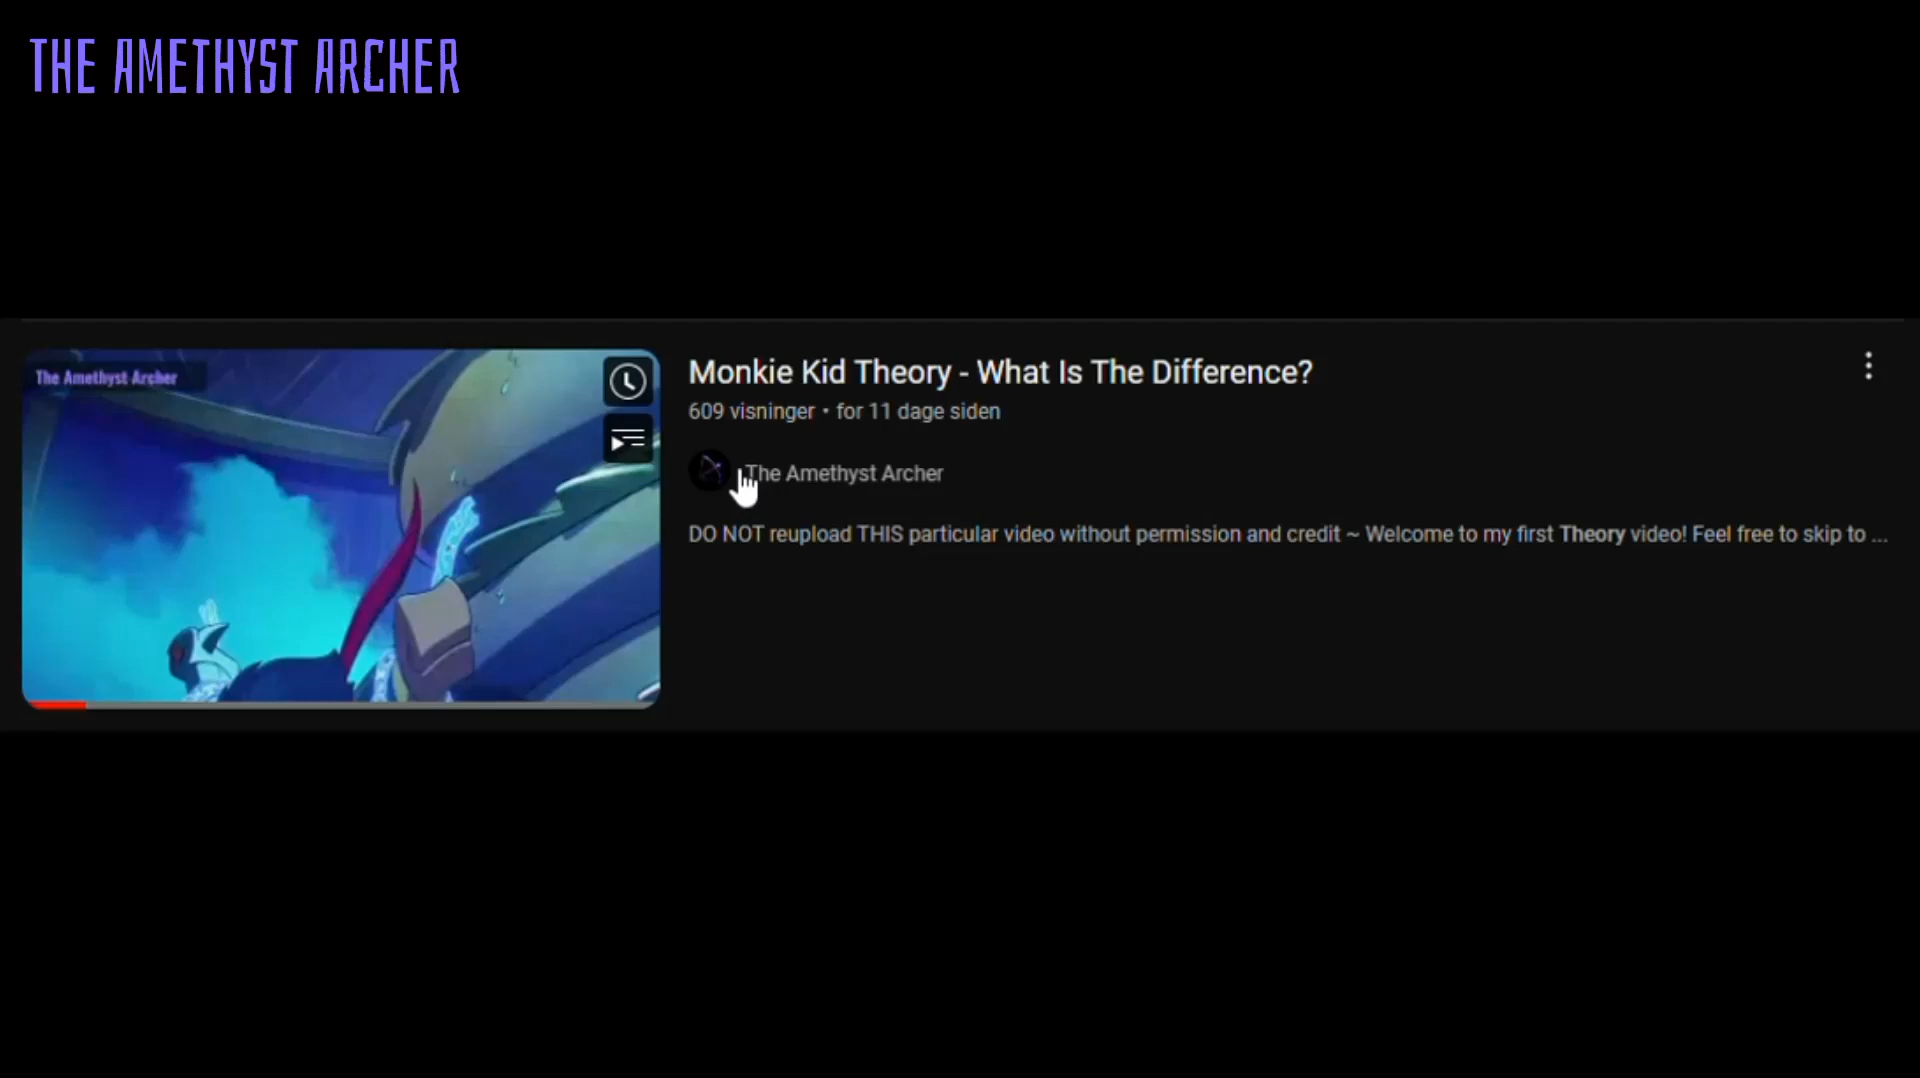 THE AMETHYST ARCHER
The Amethyst Archer
Monkie Kid Theory - What Is The Difference?
609 visninger • for 11 dage siden
The Amethyst Archer
DO NOT reupload THIS particular video without permission and credit ~ Welcome to my first Theory video! Feel free to skip to ...